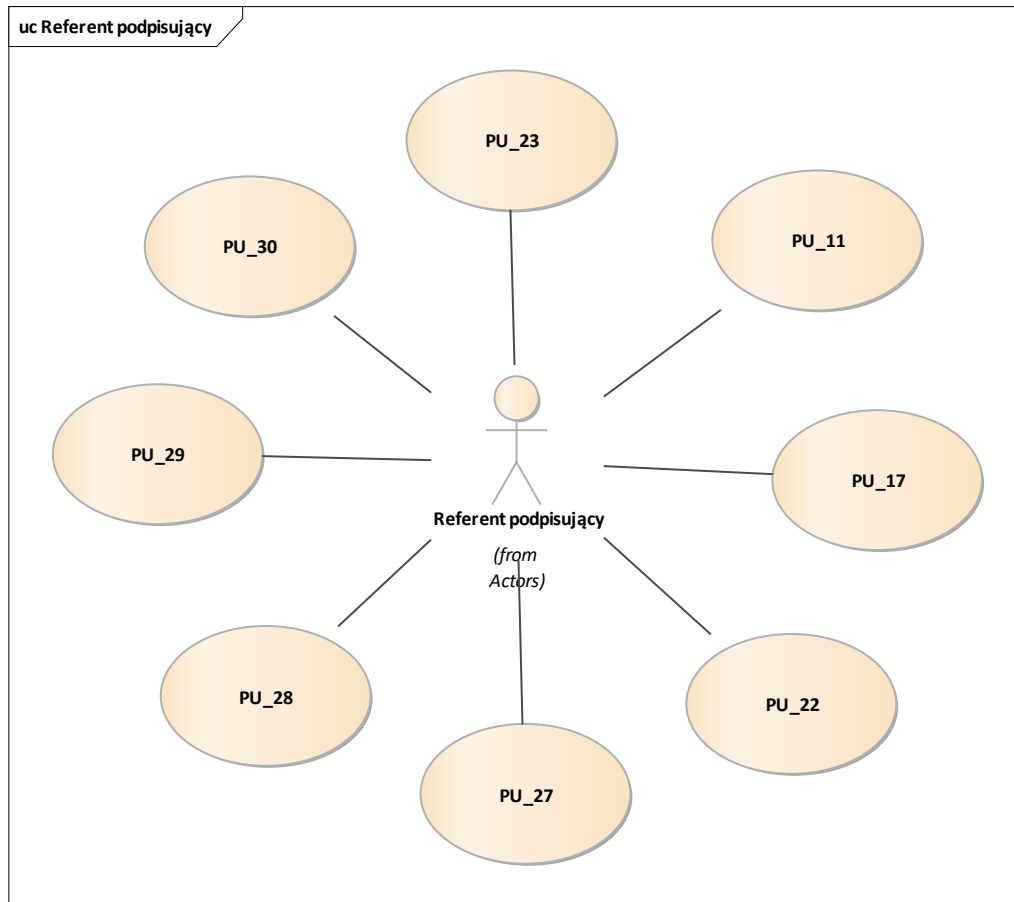 uc Referent podpisujący
PU_23
PU_30
PU_11
PU_29
PU_17
Referent podpisujący
(from
Actors)
PU_28
PU_22
PU_27